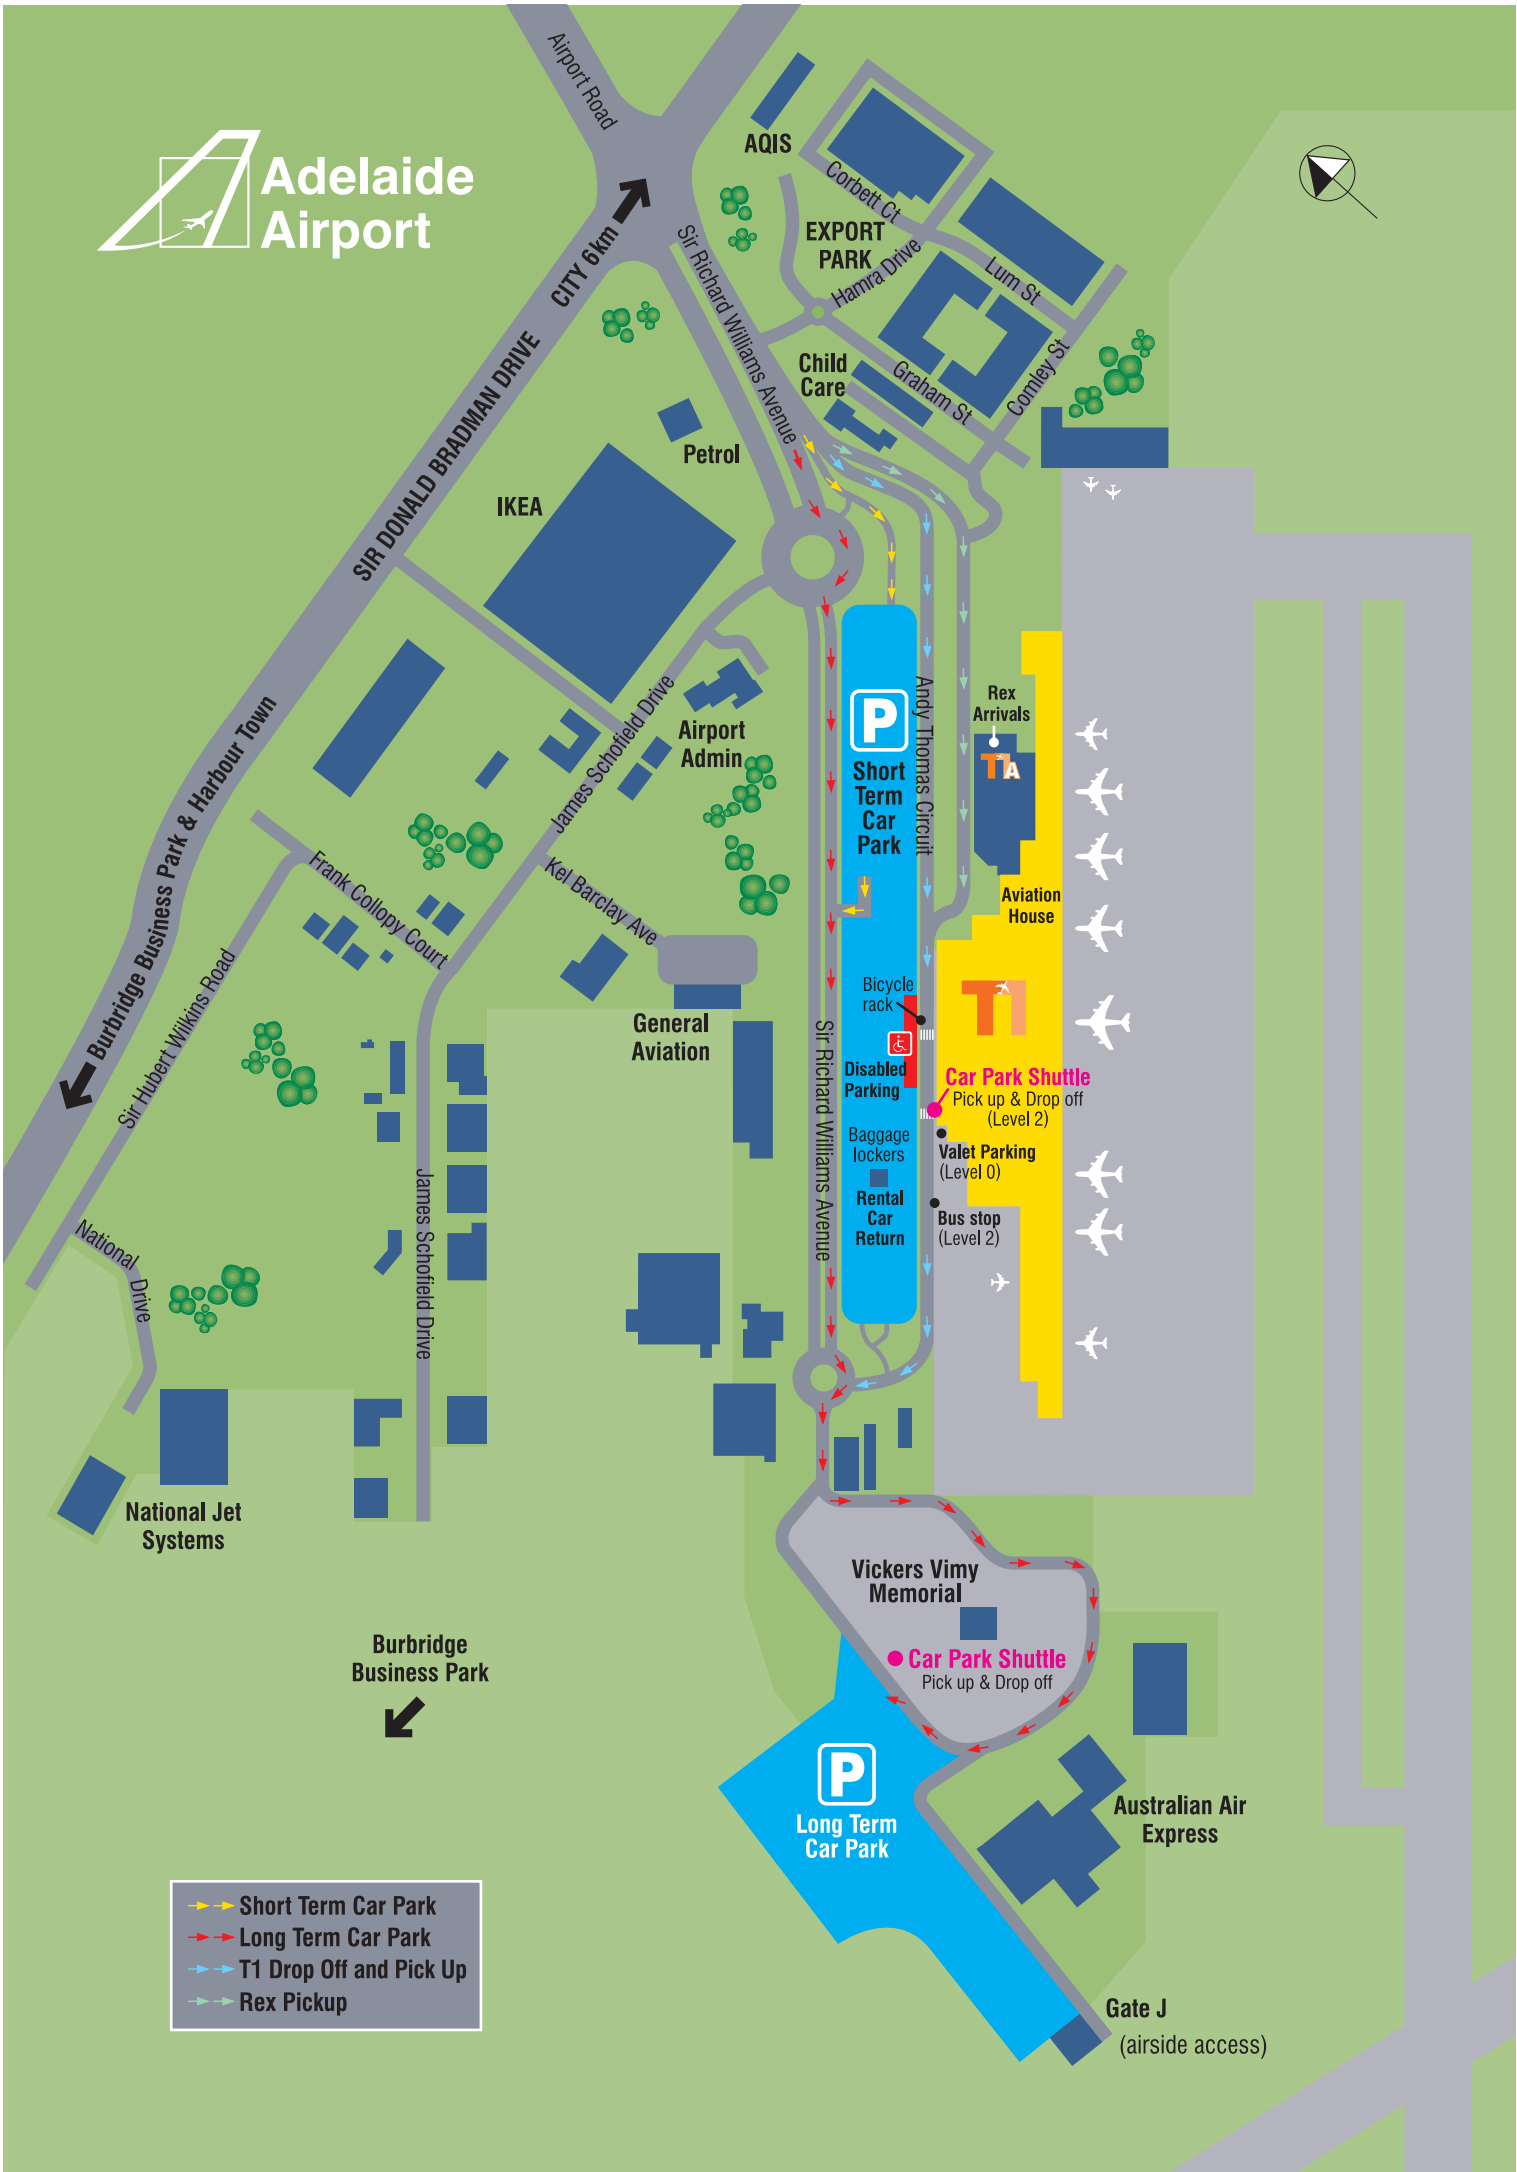 Adelaide
Airport
Airport Road
CITY 6km
SIR DONALD BRADMAN DRIVE
Burbridge Business Park & Harbour Town
AQIS
Corbett Ct
EXPORT
PARK
Hamra Drive
Lum St
Sir Richard Williams Avenue
Child
Care
Graham St
Comley St
Petrol
IKEA
James Schofield Drive
Airport
Admin
P
Short
Term
Car
Park
Andy Thomas Circuit
Rex
Arrivals
T1A
Aviation
House
Frank Collopy Court
Kel Barclay Ave
Sir Hubert Wilkins Road
General
Aviation
Bicycle
rack
T1
Disabled
Parking
Car Park Shuttle
Pick up & Drop off
(Level 2)
Baggage
lockers
Valet Parking
(Level 0)
Rental
Car
Return
Bus stop
(Level 2)
Sir Richard Williams Avenue
James Schofield Drive
National Drive
National Jet
Systems
Vickers Vimy
Memorial
Car Park Shuttle
Pick up & Drop off
Burbridge
Business Park
P
Long Term
Car Park
Australian Air
Express
Short Term Car Park
Long Term Car Park
T1 Drop Off and Pick Up
Rex Pickup
Gate J
(airside access)